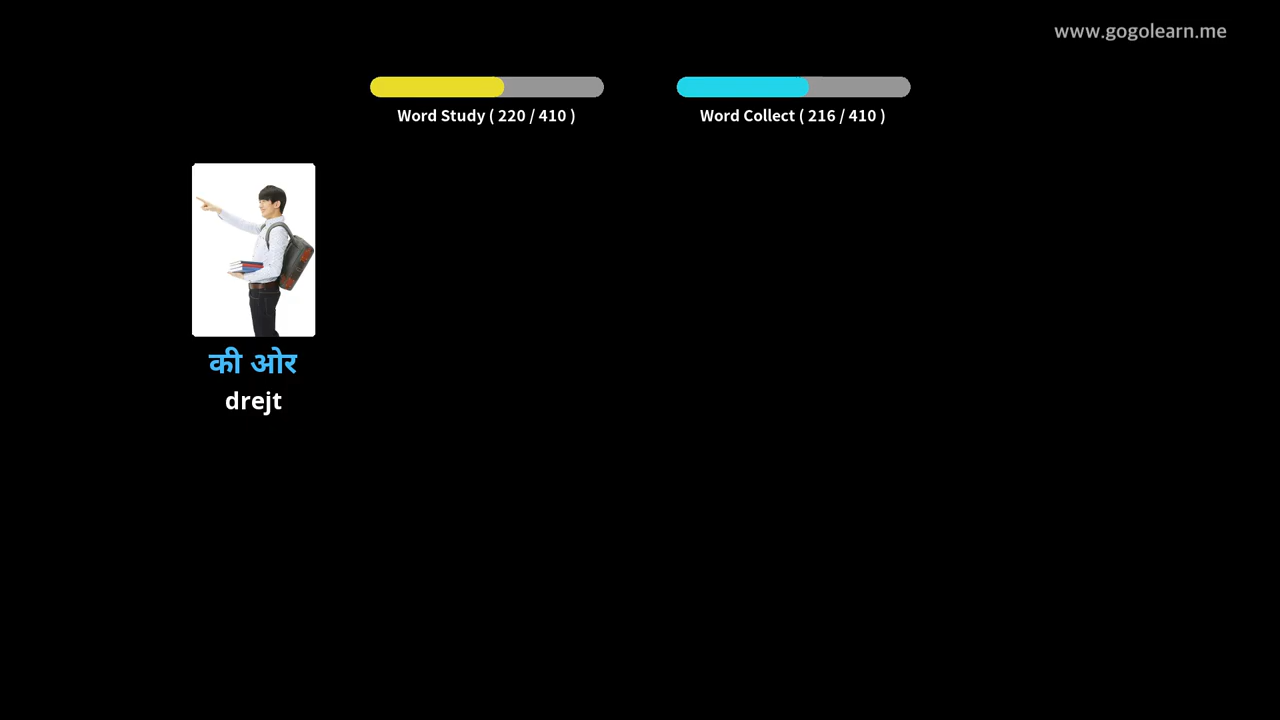 www.gogolearn.me
Word Study ( 220 / 410 )
Word Collect ( 216 / 410 )
की ओर
drejt